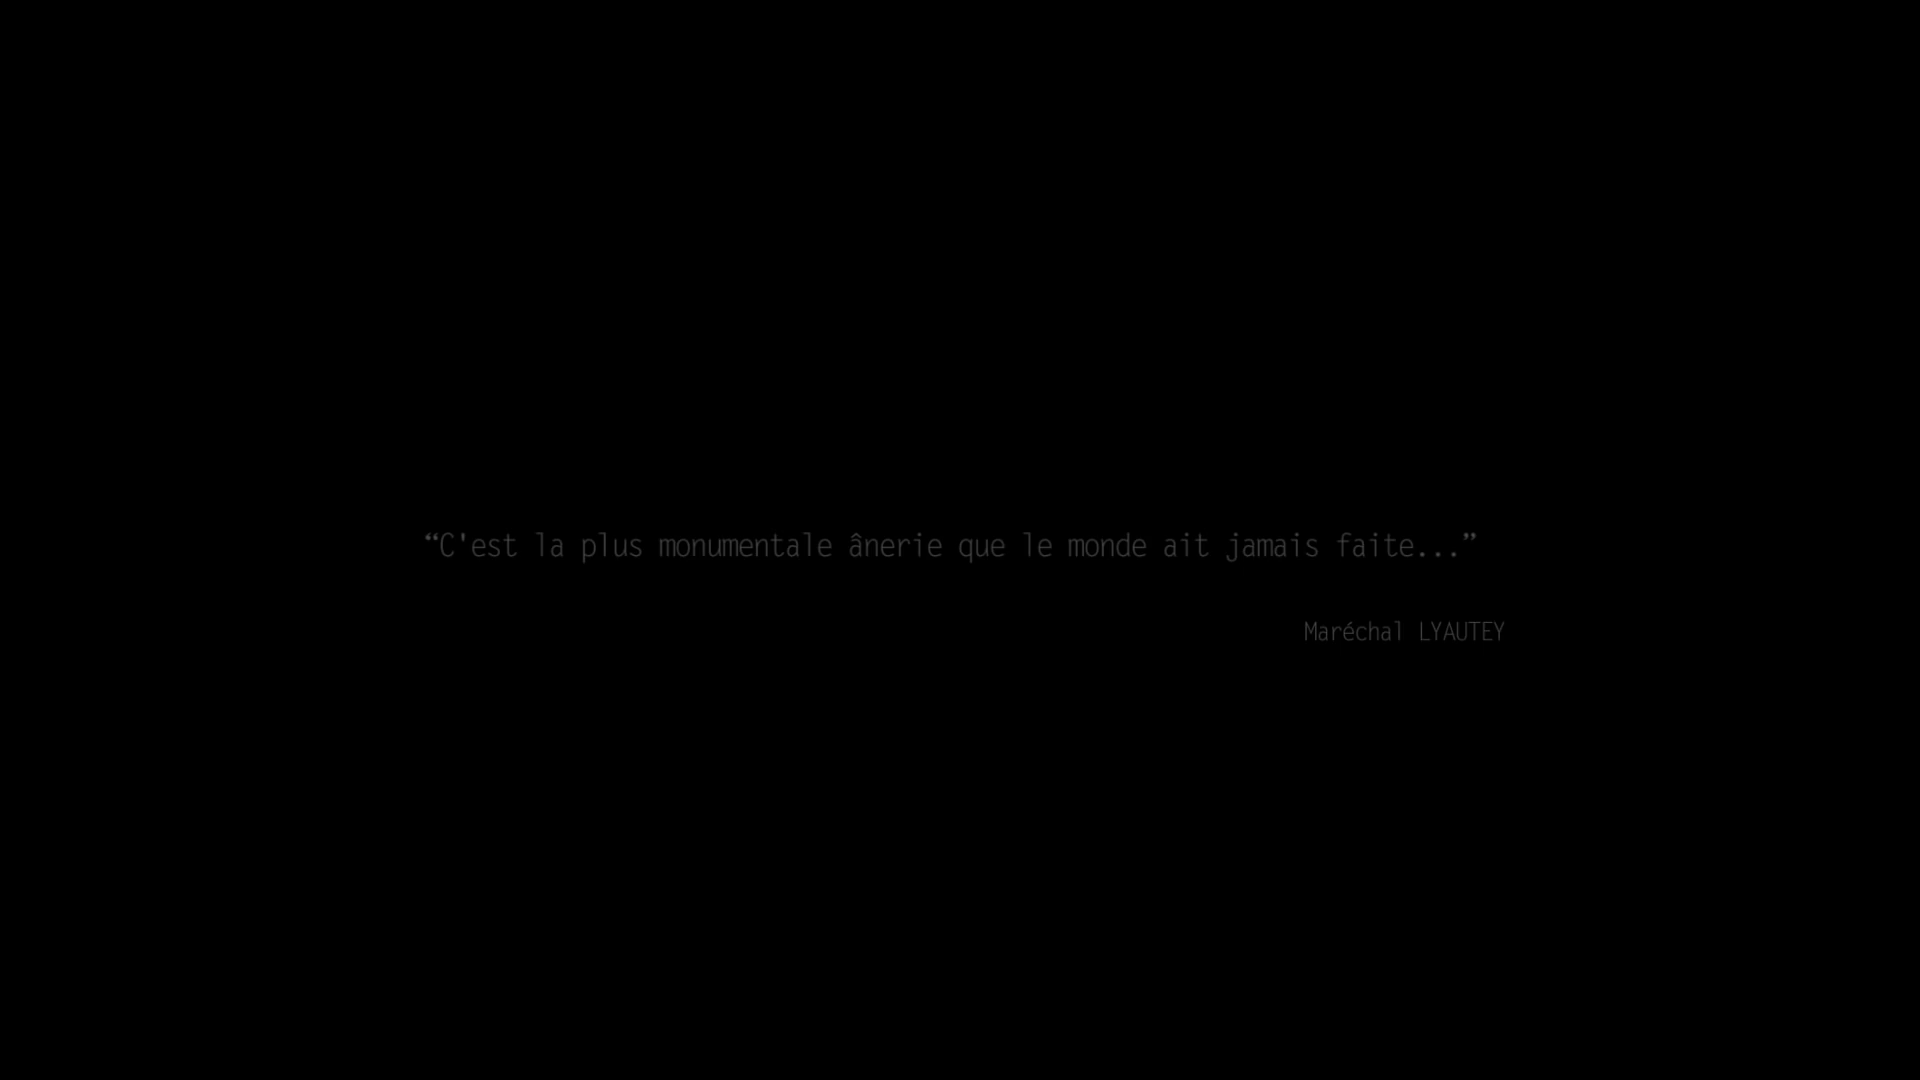 “C'est la plus monumentale ânerie que le monde ait jamais faite...”
Maréchal LYAUTEY